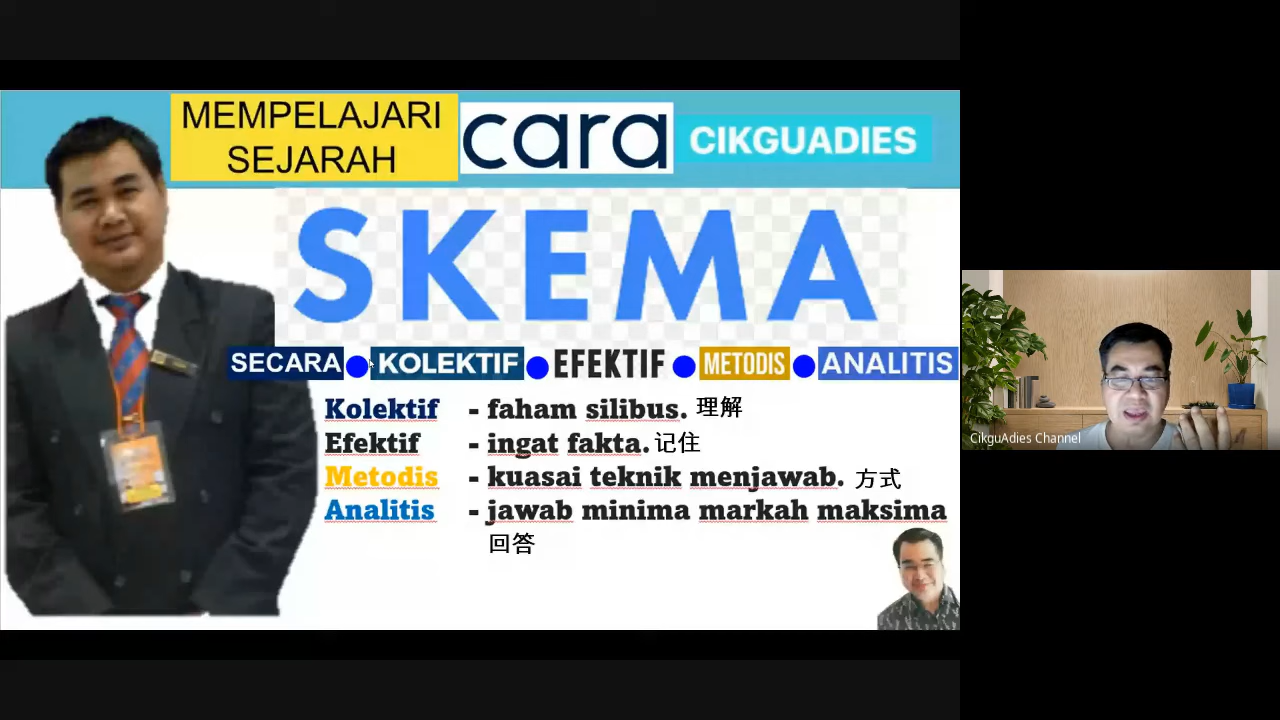 MEMPELAJARI
SEJARAH
cara
CIKGUADIES
SKEMA
SECARA KOLEKTIF EFEKTIF METODIS ANALITIS
Kolektif - faham silibus. 理解
Efektif - ingat fakta. 记住
Metodis - kuasai teknik menjawab. 方式
Analitis - jawab minima markah maksima
回答
CikguAdies Channel